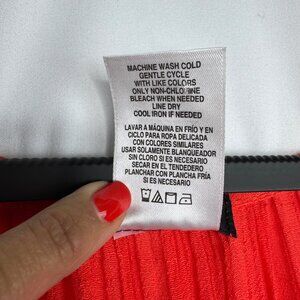 MACHINE WASH COLD
GENTLE CYCLE
WITH LIKE COLORS
ONLY NON-CHLORINE
BLEACH WHEN NEEDED
LINE DRY
COOL IRON IF NEEDED
LAVAR A MÁQUINA EN FRÍO Y EN
CICLO PARA ROPA DELICADA
CON COLORES SIMILARES
USAR SOLAMENTE BLANQUEADOR
SIN CLORO SI ES NECESARIO
SECAR EN EL TENDEDERO
PLANCHAR CON PLANCHA FRÍA
SI ES NECESARIO